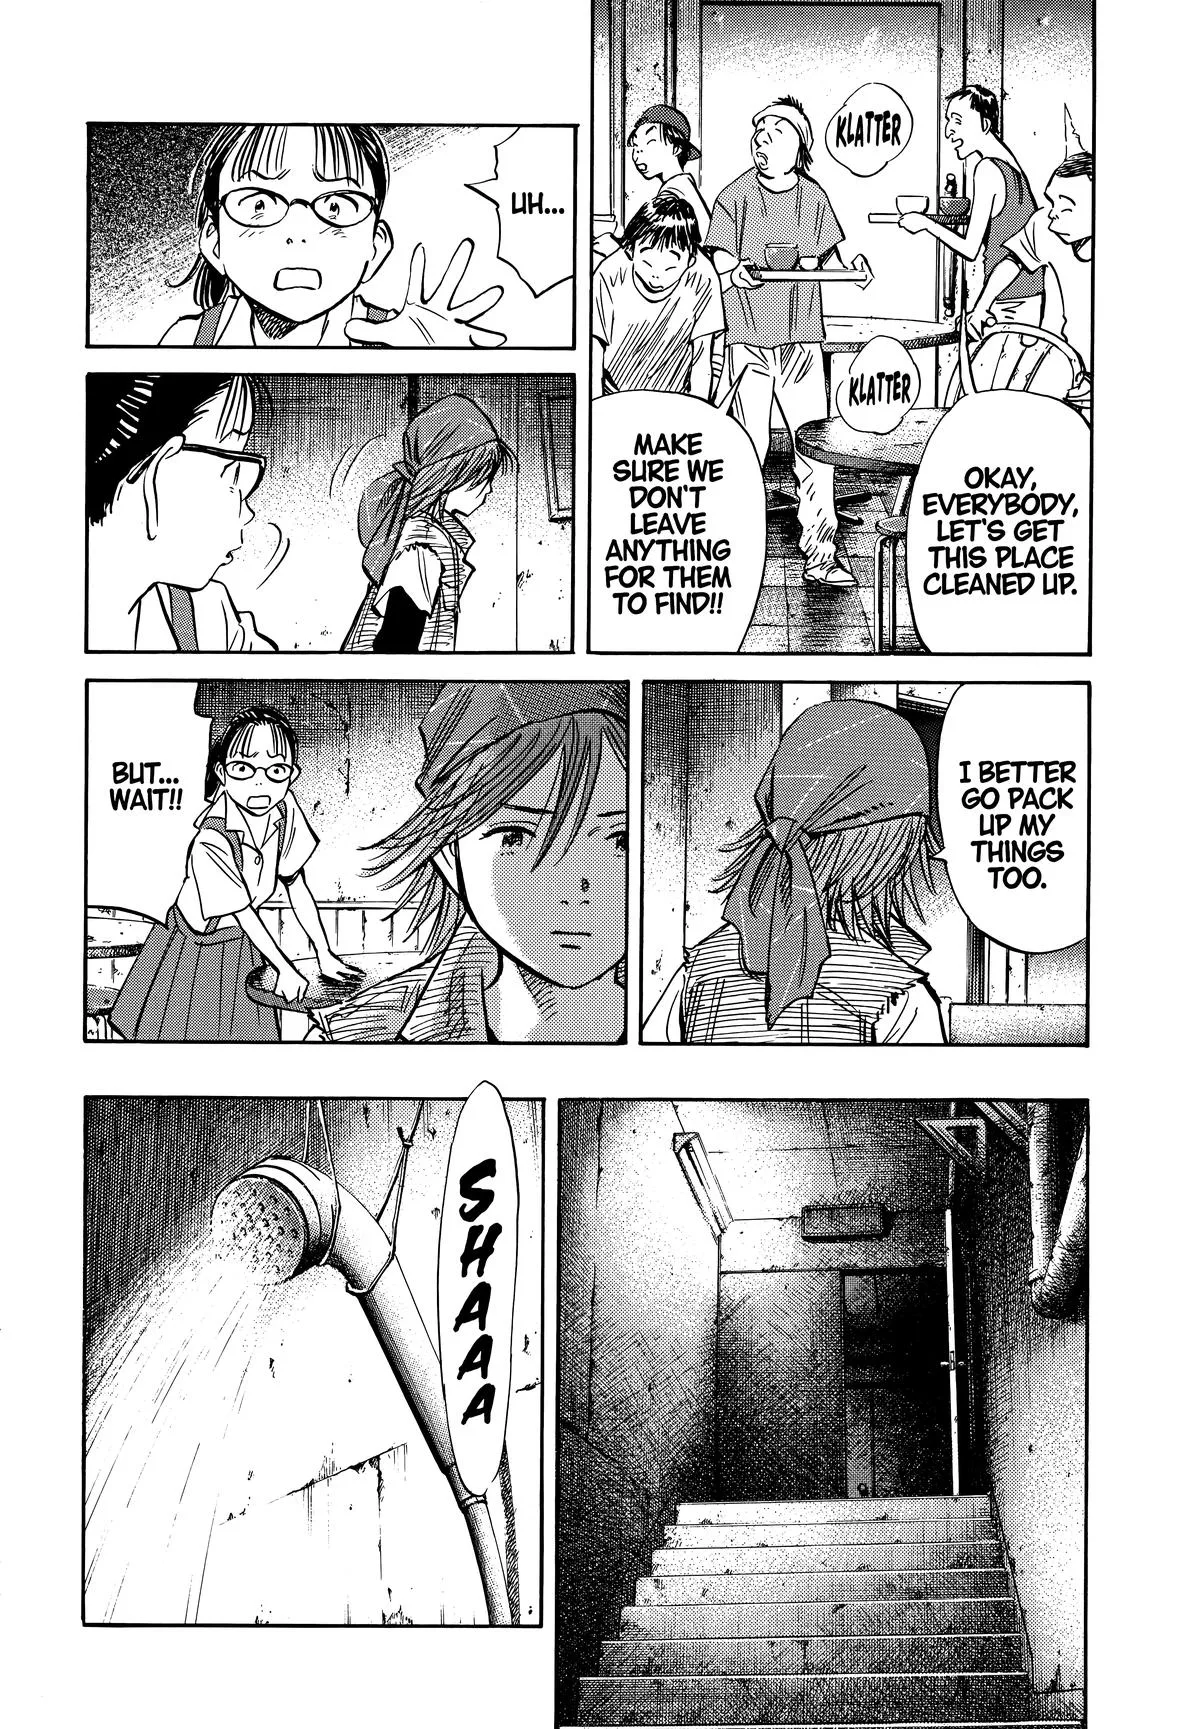 KLATTER
KLATTER
OKAY,
EVERYBODY,
LET'S GET
THIS PLACE
CLEANED UP.
MAKE
SURE WE
DON'T
LEAVE
ANYTHING
FOR THEM
TO FIND!!
UH...
I BETTER
GO PACK
UP MY
THINGS
TOO.
BUT...
WAIT!!
SHAAA